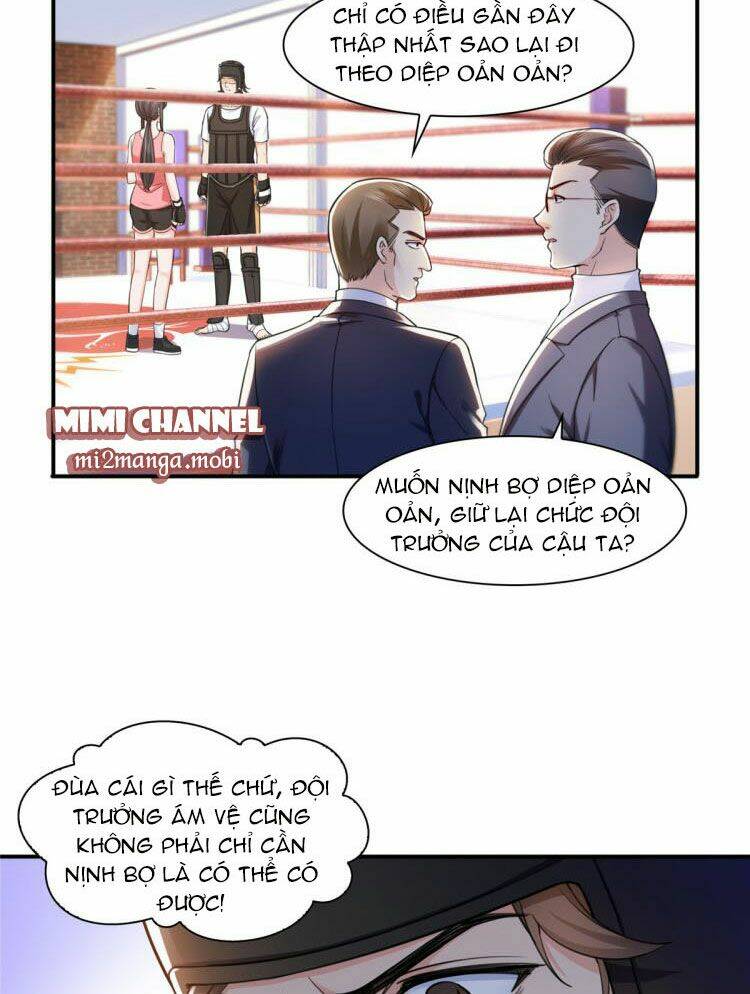 CHỈ CÓ ĐIỀU GẦN ĐÂY
THẬP NHẤT SAO LẠI ĐI
THEO DIỆP OẢN OẢN?
MIMI CHANNEL
mi2manga.mobi
MUỐN NỊNH BỢ DIỆP OẢN
OẢN, GIỮ LẠI CHỨC ĐỘI
TRƯỞNG CỦA CẬU TA?
ĐÙA CÁI GÌ THẾ CHỨ, ĐỘI
TRƯỞNG ÁM VỆ CŨNG
KHÔNG PHẢI CHỈ CẦN
NỊNH BỢ LÀ CÓ THỂ CÓ
ĐƯỢC!